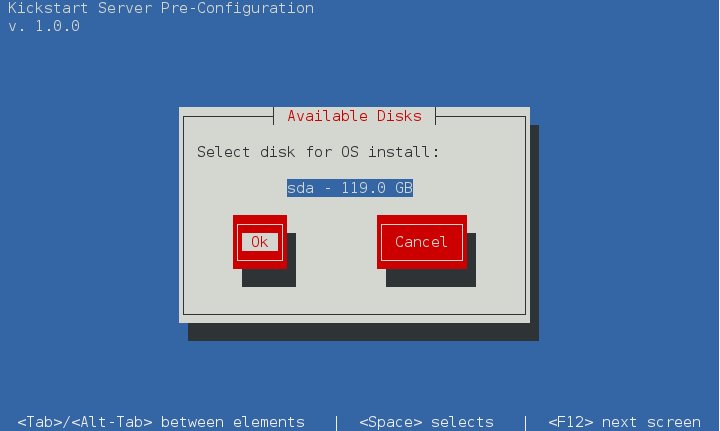 Kickstart Server Pre-Configuration
v. 1.0.0
Available Disks
Select disk for OS install:
sda - 119.0 GB
Ok Cancel
<Tab>/<Alt-Tab> between elements | <Space> selects | <F12> next screen